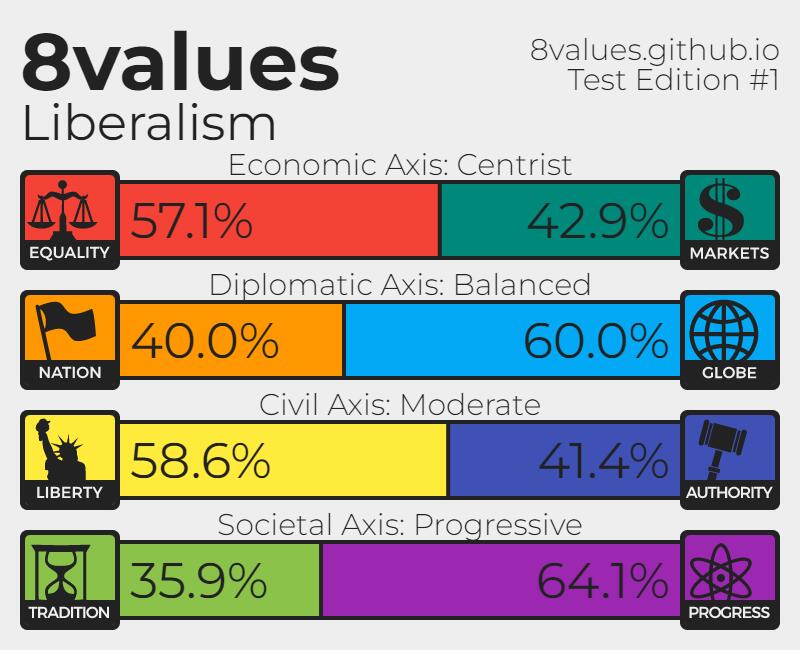 8values
8values.github.io
Test Edition #1
Liberalism
Economic Axis: Centrist
57.1%
42.9%
EQUALITY
MARKETS
Diplomatic Axis: Balanced
40.0%
60.0%
NATION
GLOBE
Civil Axis: Moderate
58.6%
41.4%
LIBERTY
AUTHORITY
Societal Axis: Progressive
35.9%
64.1%
TRADITION
PROGRESS